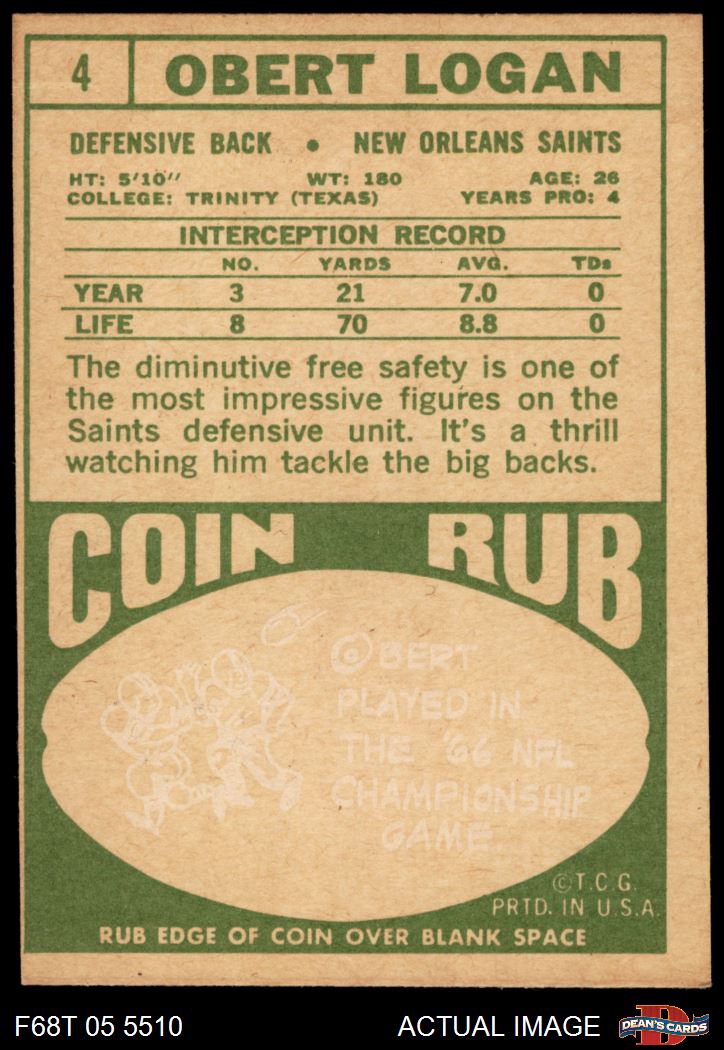 4 OBERT LOGAN
DEFENSIVE BACK • NEW ORLEANS SAINTS
HT: 5'10" WT: 180 AGE: 26
COLLEGE: TRINITY (TEXAS) YEARS PRO: 4
INTERCEPTION RECORD
NO. YARDS AVG. TDs
YEAR 3 21 7.0 0
LIFE 8 70 8.8 0
The diminutive free safety is one of
the most impressive figures on the
Saints defensive unit. It's a thrill
watching him tackle the big backs.
COIN RUB
OBERT
PLAYED IN
THE '66 NFL
CHAMPIONSHIP
GAME.
©T.C.G.
PRTD. IN U.S.A.
RUB EDGE OF COIN OVER BLANK SPACE
F68T 05 5510 ACTUAL IMAGE
D
DEAN'S CARDS